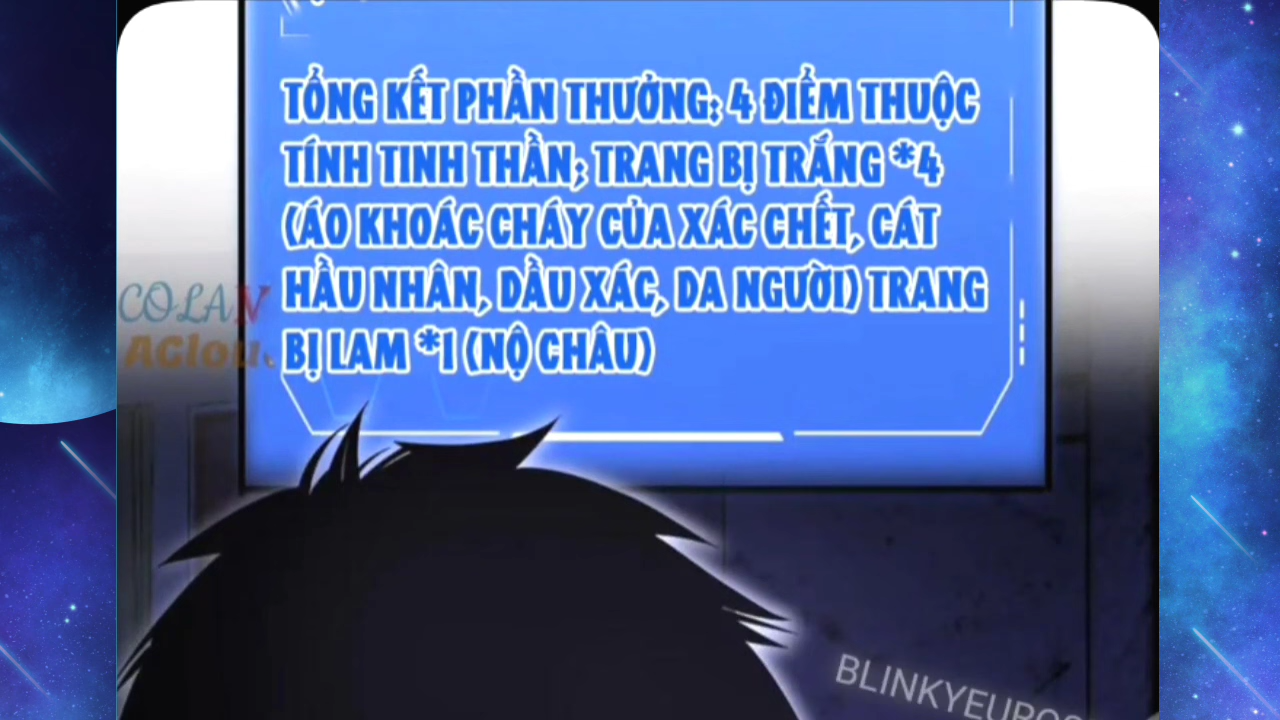 TỔNG KẾT PHẦN THƯỞNG: 4 ĐIỂM THUỘC
TÍNH TINH THẦN; TRANG BỊ TRẮNG *4
(ÁO KHOÁC CHÁY CỦA XÁC CHẾT, CÁT
HẦU NHÂN, DẦU XÁC, DA NGƯỜI) TRANG
BỊ LAM *1 (NỘ CHÂU)
COLAN